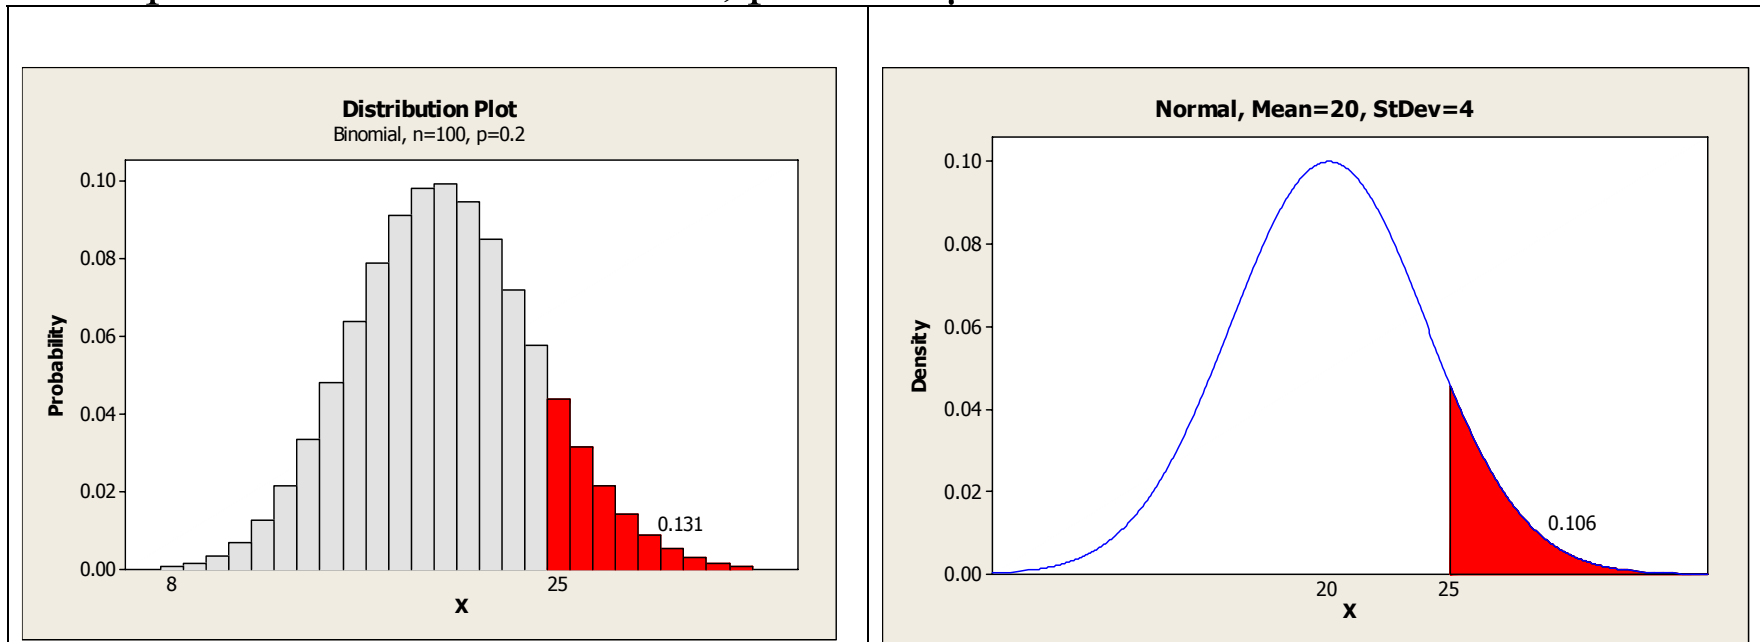 Distribution Plot
Binomial, n=100, p=0.2
0.10
0.08
0.06
0.04
0.02
0.00
Probability
0.131
8
25
X
Normal, Mean=20, StDev=4
0.10
0.08
0.06
0.04
0.02
0.00
Density
0.106
20
25
X